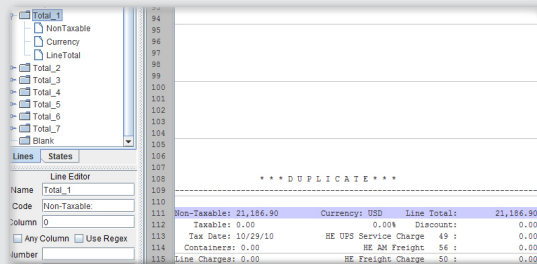 Total_1
NonTaxable
Currency
LineTotal
Total_2
Total_3
Total_4
Total_5
Total_6
Total_7
Blank
Lines States
Line Editor
Name Total_1
Code Non-Taxable:
Column 0
Any Column Use Regex
Number
94
95
96
97
98
99
100
101
102
103
104
105
106
107
108 * * * D U P L I C A T E * * *
109 ----------------------------------------
110
111 Non-Taxable: 21,186.90 Currency: USD Line Total: 21,186.90
112 Taxable: 0.00 0.00% Discount: 0.00
113 Tax Date: 10/29/10 HE UPS Service Charge 49 : 0.00
114 Containers: 0.00 HE AM Freight 56 : 0.00
115 Line Charges: 0.00 HE Freight Charge 50 : 0.00